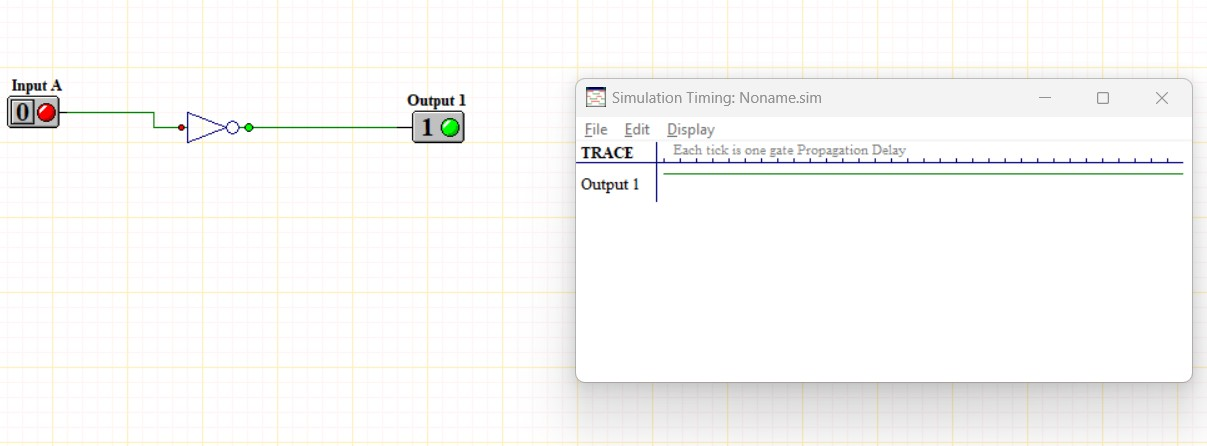 Input A
0
Output 1
1
Simulation Timing: Noname.sim
File Edit Display
TRACE Each tick is one gate Propagation Delay
Output 1